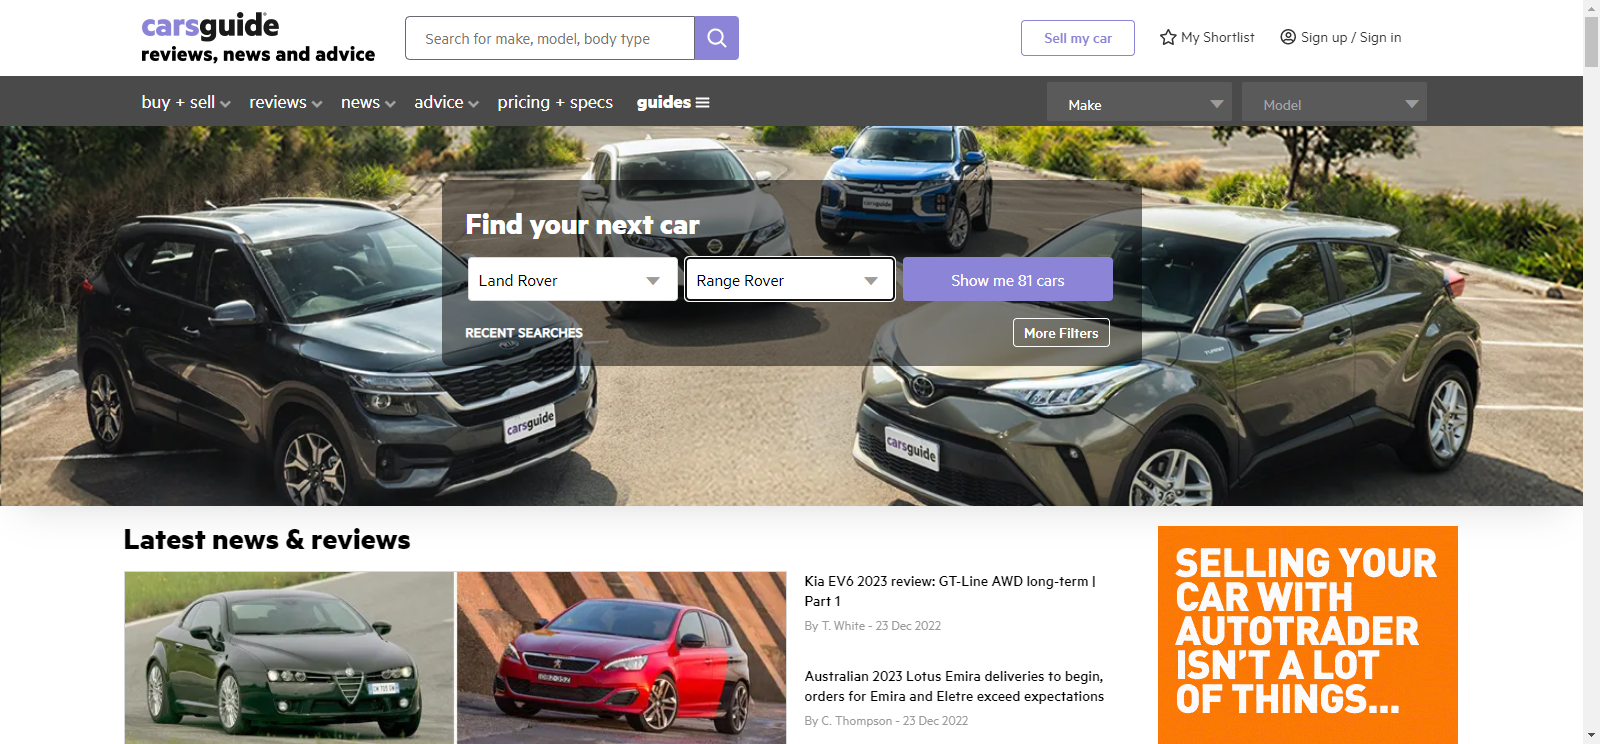 carsguide
reviews, news and advice
Search for make, model, body type
Sell my car
My Shortlist
Sign up / Sign in
buy + sell
reviews
news
advice
pricing + specs
guides
Make
Model
Find your next car
Land Rover
Range Rover
Show me 81 cars
RECENT SEARCHES
More Filters
carsguide
carsguide
carsguide
Latest news & reviews
Kia EV6 2023 review: GT-Line AWD long-term |
Part 1
By T. White - 23 Dec 2022
Australian 2023 Lotus Emira deliveries to begin,
orders for Emira and Eletre exceed expectations
By C. Thompson - 23 Dec 2022
SELLING YOUR
CAR WITH
AUTOTRADER
ISN'T A LOT
OF THINGS...